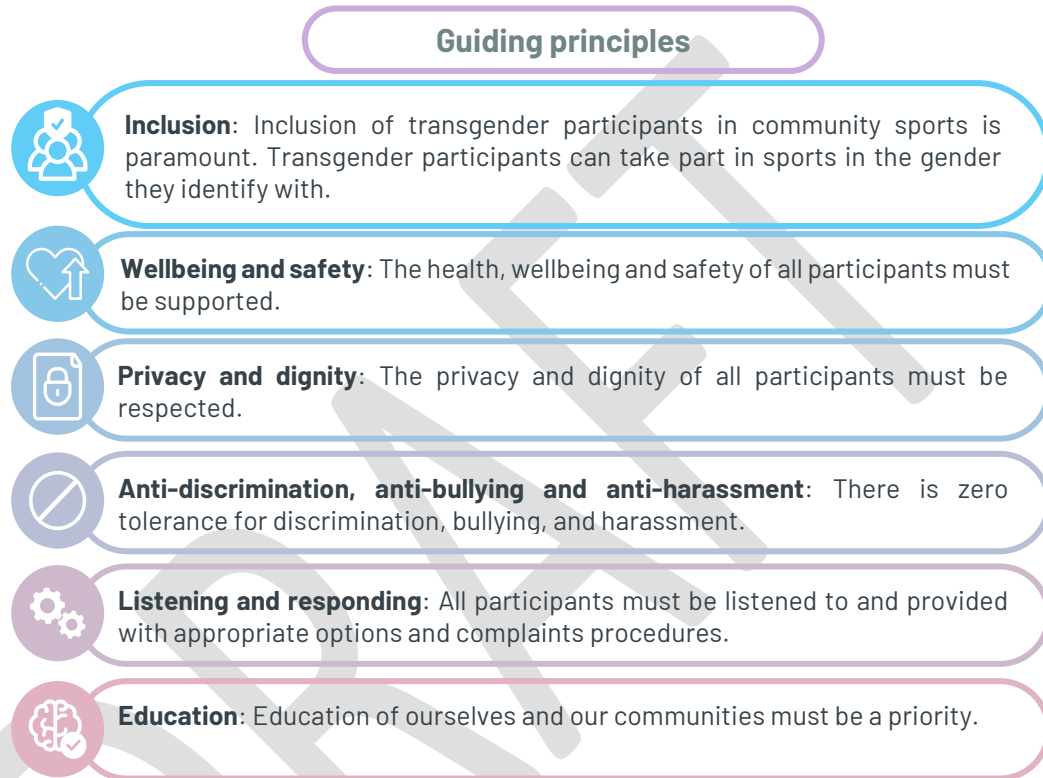 Guiding principles
Inclusion: Inclusion of transgender participants in community sports is
paramount. Transgender participants can take part in sports in the gender
they identify with.
Wellbeing and safety: The health, wellbeing and safety of all participants must
be supported.
Privacy and dignity: The privacy and dignity of all participants must be
respected.
Anti-discrimination, anti-bullying and anti-harassment: There is zero
tolerance for discrimination, bullying, and harassment.
Listening and responding: All participants must be listened to and provided
with appropriate options and complaints procedures.
Education: Education of ourselves and our communities must be a priority.
DRAFT